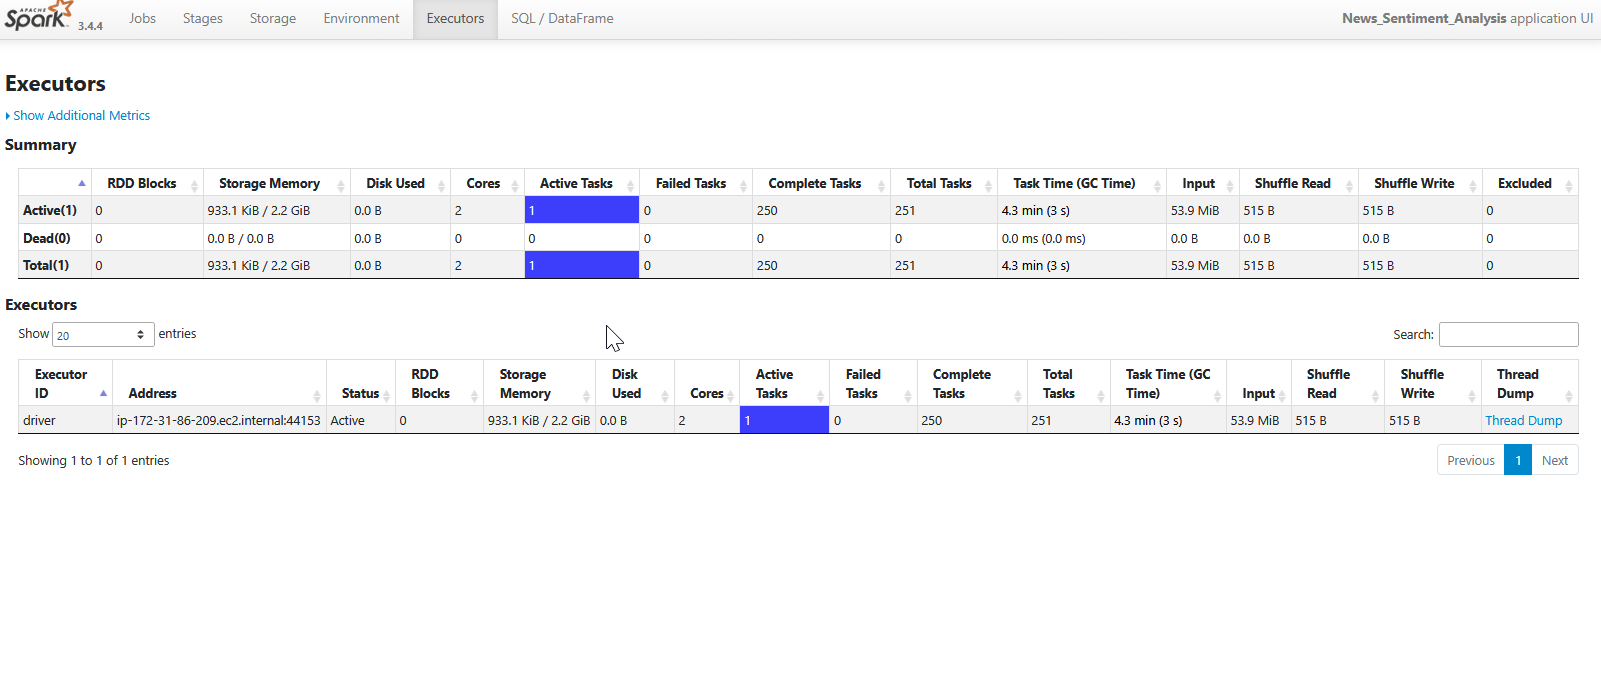 APACHE
Spark 3.4.4 Jobs Stages Storage Environment Executors SQL / DataFrame News_Sentiment_Analysis application UI
Executors
Show Additional Metrics
Summary
RDD Blocks Storage Memory Disk Used Cores Active Tasks Failed Tasks Complete Tasks Total Tasks Task Time (GC Time) Input Shuffle Read Shuffle Write Excluded
Active(1) 0 933.1 KiB / 2.2 GiB 0.0 B 2 1 0 250 251 4.3 min (3 s) 53.9 MiB 515 B 515 B 0
Dead(0) 0 0.0 B / 0.0 B 0.0 B 0 0 0 0 0 0.0 ms (0.0 ms) 0.0 B 0.0 B 0.0 B 0
Total(1) 0 933.1 KiB / 2.2 GiB 0.0 B 2 1 0 250 251 4.3 min (3 s) 53.9 MiB 515 B 515 B 0
Executors
Show 20 entries Search:
Executor ID Address Status RDD Blocks Storage Memory Disk Used Cores Active Tasks Failed Tasks Complete Tasks Total Tasks Task Time (GC Time) Input Shuffle Read Shuffle Write Thread Dump
driver ip-172-31-86-209.ec2.internal:44153 Active 0 933.1 KiB / 2.2 GiB 0.0 B 2 1 0 250 251 4.3 min (3 s) 53.9 MiB 515 B 515 B Thread Dump
Showing 1 to 1 of 1 entries Previous 1 Next